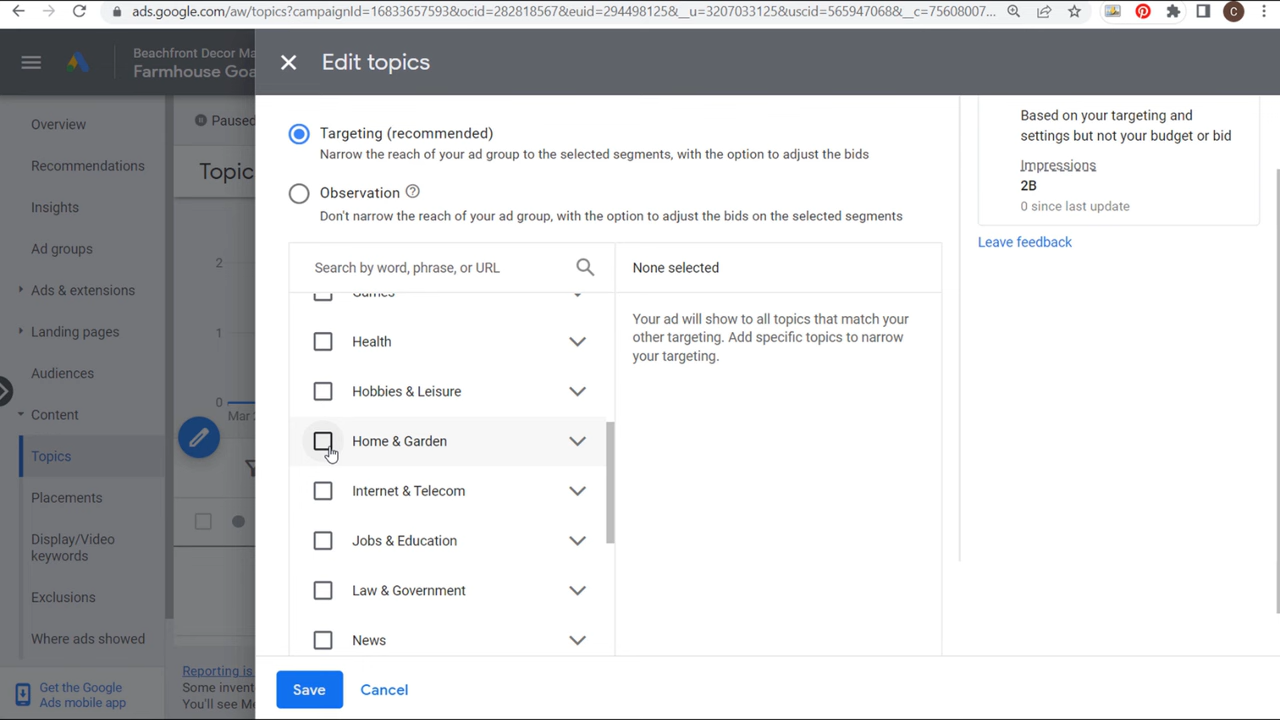 ads.google.com/aw/topics?campaignId=16833657593&ocid=282818567&euid=294498125&__u=3207033125&uscid=565947068&__c=75608007...
C
Beachfront Decor Ma
Farmhouse Goa
Edit topics
Overview
Recommendations
Insights
Ad groups
Ads & extensions
Landing pages
Audiences
Content
Topics
Placements
Display/Video
keywords
Exclusions
Where ads showed
Get the Google
Ads mobile app
Paused
Topic
2
1
0
Mar
Reporting is
Some invent
You'll see Me
Targeting (recommended)
Narrow the reach of your ad group to the selected segments, with the option to adjust the bids
Observation
Don't narrow the reach of your ad group, with the option to adjust the bids on the selected segments
Search by word, phrase, or URL
Games
Health
Hobbies & Leisure
Home & Garden
Internet & Telecom
Jobs & Education
Law & Government
News
None selected
Your ad will show to all topics that match your
other targeting. Add specific topics to narrow
your targeting.
Save
Cancel
Based on your targeting and
settings but not your budget or bid
Impressions
2B
0 since last update
Leave feedback